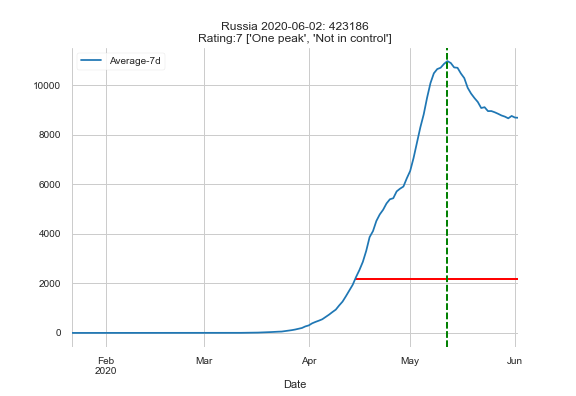 Russia 2020-06-02: 423186
Rating:7 ['One peak', 'Not in control']
Average-7d
10000
8000
6000
4000
2000
0
Feb Mar Apr May Jun
2020
Date